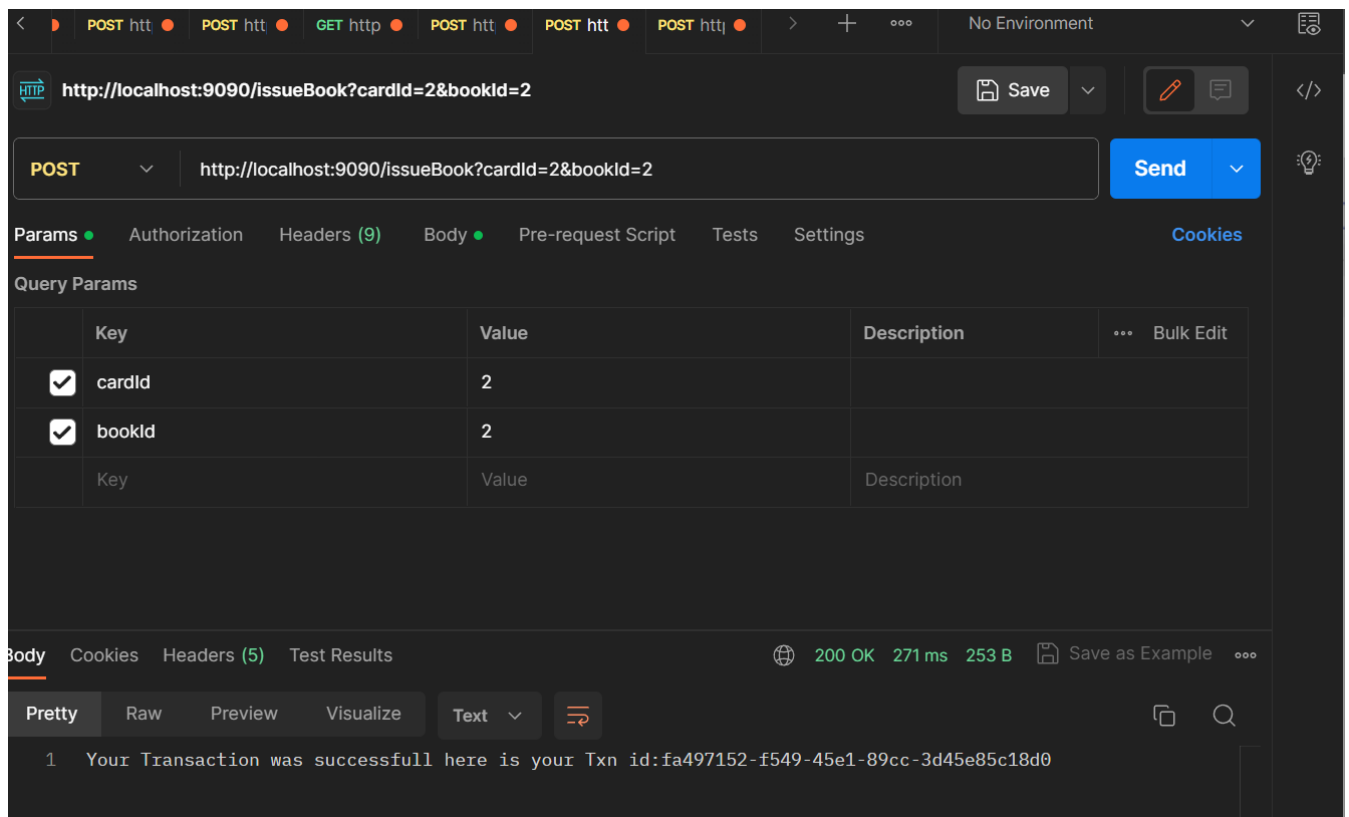 POST htt POST htt GET http POST htt POST htt POST http No Environment
HTTP http://localhost:9090/issueBook?cardId=2&bookId=2 Save
POST http://localhost:9090/issueBook?cardId=2&bookId=2 Send
Params Authorization Headers (9) Body Pre-request Script Tests Settings Cookies
Query Params
Key Value Description Bulk Edit
cardId 2
bookId 2
Key Value Description
Body Cookies Headers (5) Test Results 200 OK 271 ms 253 B Save as Example
Pretty Raw Preview Visualize Text
1 Your Transaction was successfull here is your Txn id:fa497152-f549-45e1-89cc-3d45e85c18d0